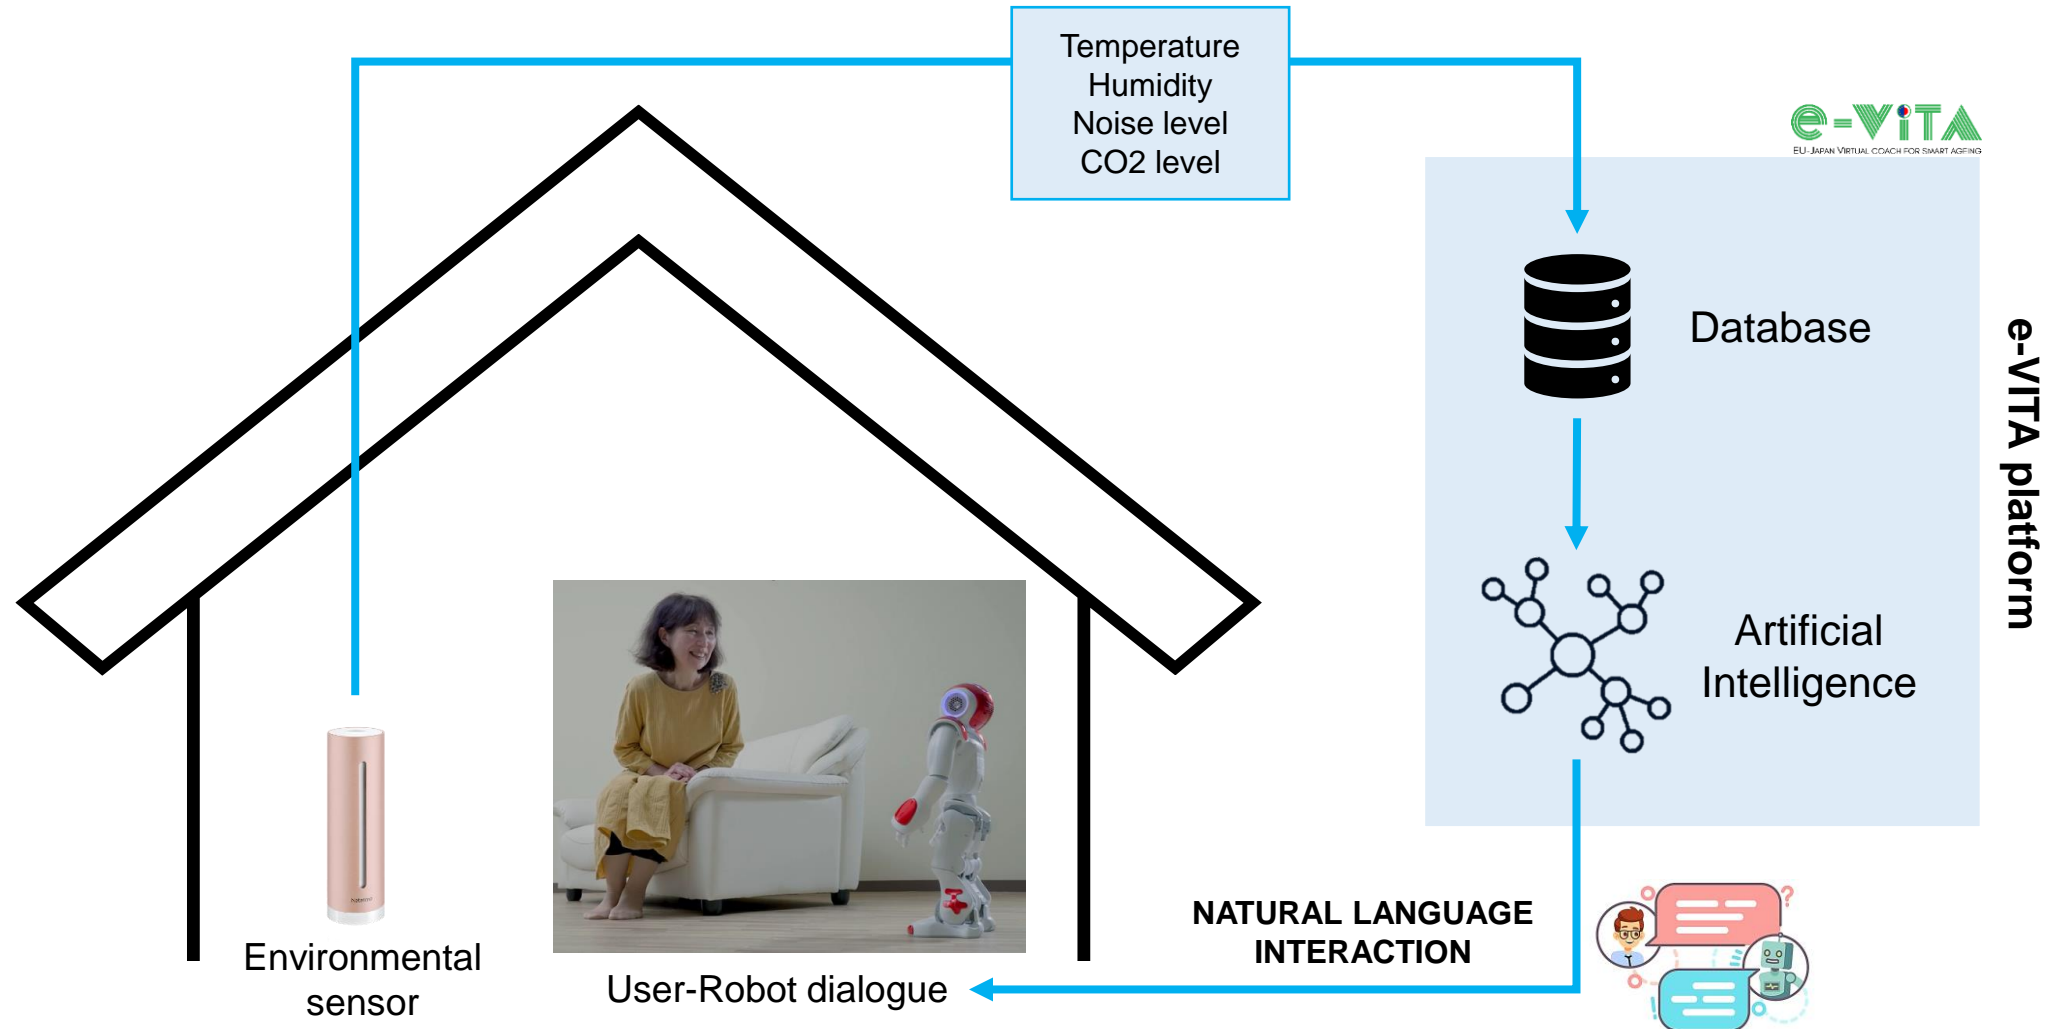 Temperature
Humidity
Noise level
CO2 level
e-ViTA
EU-JAPAN VIRTUAL COACH FOR SMART AGEING
Database
e-VITA platform
Artificial
Intelligence
NATURAL LANGUAGE
INTERACTION
Environmental
sensor
User-Robot dialogue